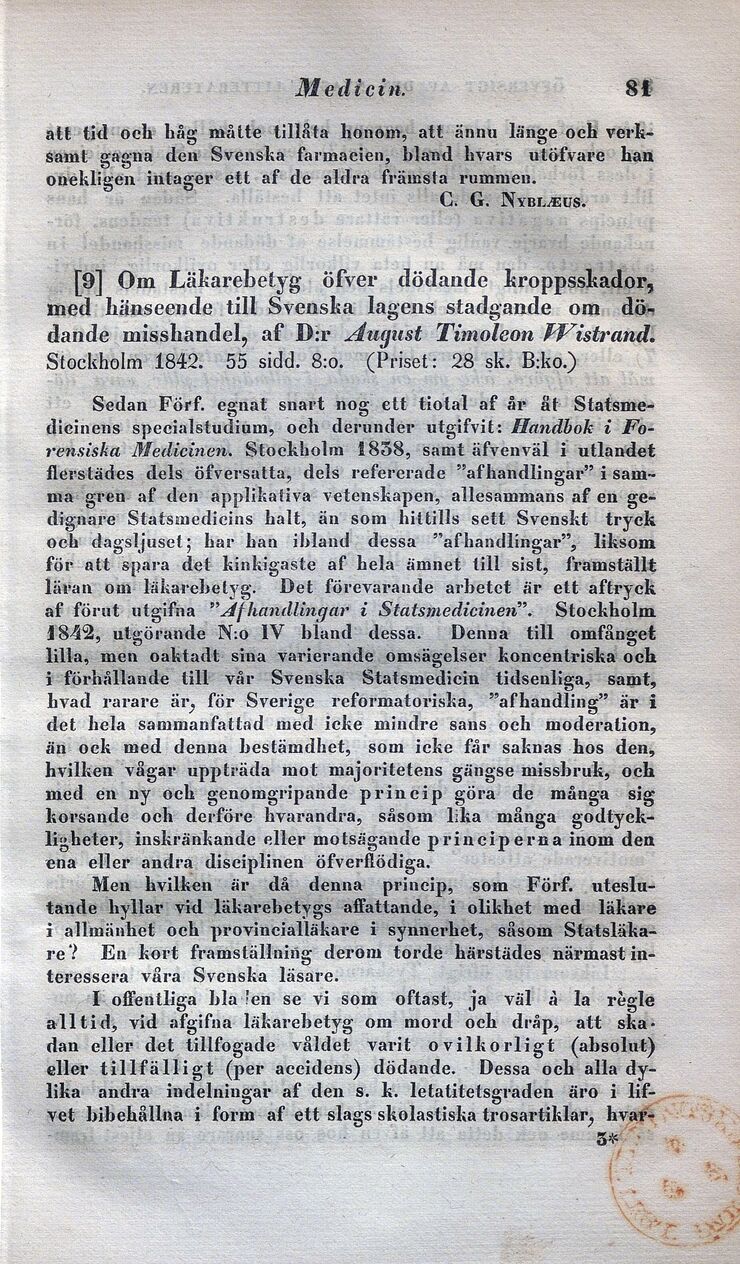 Medicin. 81
att tid och håg måtte tillåta honom, att ännu länge och verk-
samt gagna den Svenska farmacien, bland hvars utöfvare han
onekligen intager ett af de aldra främsta rummen.
C. G. Nyblæus.
[9] Om Läkarebetyg öfver dödande kroppsskador,
med hänseende till Svenska lagens stadgande om dö-
dande misshandel, af D:r August Timoleon Wistrand.
Stockholm 1842. 55 sidd. 8:o. (Priset: 28 sk. B:ko.)
Sedan Förf. egnat snart nog ett tiotal af år åt Statsme-
dicinens specialstudium, och derunder utgifvit: Handbok i Fo-
rensiska Medicinen. Stockholm 1838, samt äfvenväl i utlandet
flerstädes dels öfversatta, dels refererade "afhandlingar" i sam-
ma gren af den applikativa vetenskapen, allesammans af en ge-
dignare Statsmedicins halt, än som hittills sett Svenskt tryck
och dagsljuset; har han ibland dessa "afhandlingar", liksom
för att spara det kinkigaste af hela ämnet till sist, framställt
läran om läkarebetyg. Det förevarande arbetet är ett aftryck
af förut utgifna "Afhandlingar i Statsmedicinen". Stockholm
1842, utgörande N:o IV bland dessa. Denna till omfånget
lilla, men oaktadt sina varierande omsägelser koncentriska och
i förhållande till vår Svenska Statsmedicin tidsenliga, samt,
hvad rarare är, för Sverige reformatoriska, "afhandling" är i
det hela sammanfattad med icke mindre sans och moderation,
än ock med denna bestämdhet, som icke får saknas hos den,
hvilken vågar uppträda mot majoritetens gängse missbruk, och
med en ny och genomgripande princip göra de många sig
korsande och derföre hvarandra, såsom lika många godtyck-
ligheter, inskränkande eller motsägande principerna inom den
ena eller andra disciplinen öfverflödiga.
Men hvilken är då denna princip, som Förf. uteslu-
tande hyllar vid läkarebetygs affattande, i olikhet med läkare
i allmänhet och provincialläkare i synnerhet, såsom Statsläka-
re? En kort framställning derom torde härstädes närmast in-
teressera våra Svenska läsare.
I offentliga bladen se vi som oftast, ja väl à la règle
alltid, vid afgifna läkarebetyg om mord och dråp, att ska-
dan eller det tillfogade våldet varit ovilkorligt (absolut)
eller tillfälligt (per accidens) dödande. Dessa och alla dy-
lika andra indelningar af den s. k. letatitetsgraden äro i lif-
vet bibehållna i form af ett slags skolastiska trosartiklar, hvar-
3*